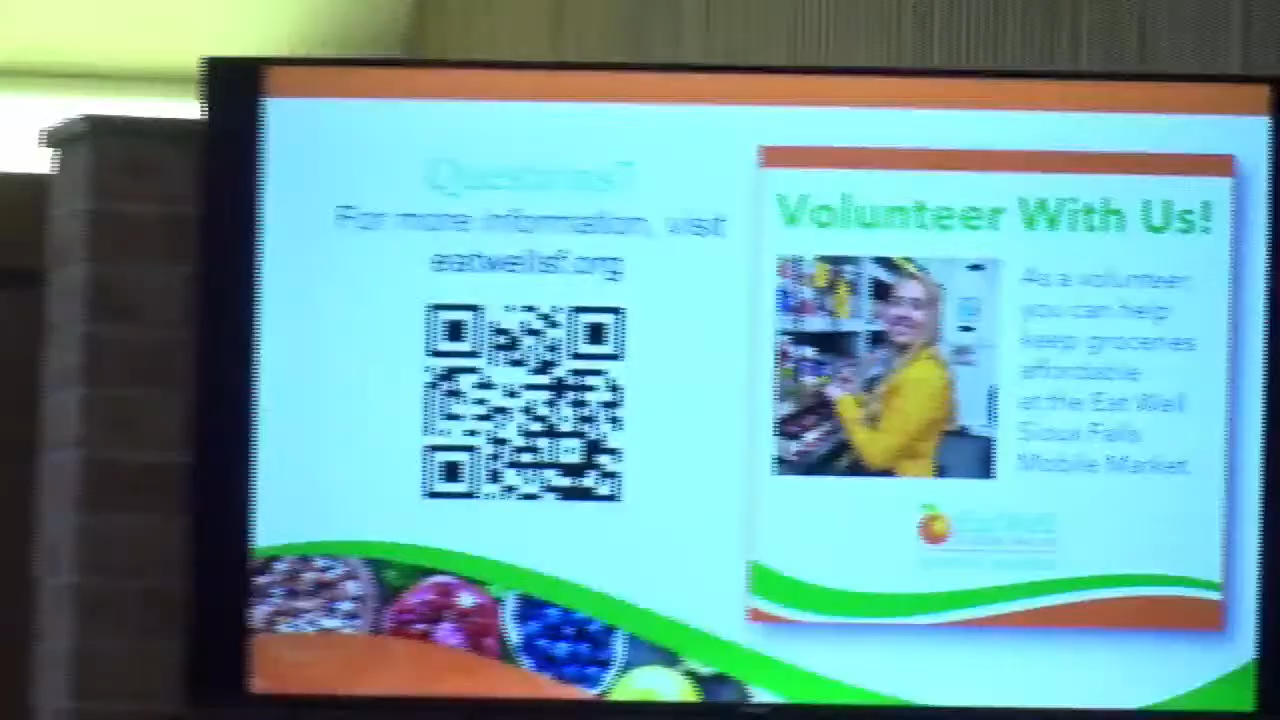 Questions?
For more information, visit
eatwellsf.org
Volunteer With Us!
As a volunteer
you can help
keep groceries
affordable
at the Eat Well
Sioux Falls
Mobile Market.